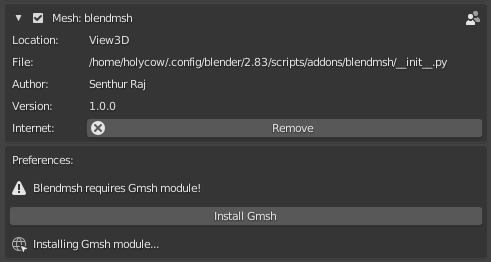 Mesh: blendmsh
Location: View3D
File: /home/holycow/.config/blender/2.83/scripts/addons/blendmsh/__init__.py
Author: Senthur Raj
Version: 1.0.0
Internet: Remove
Preferences:
Blendmsh requires Gmsh module!
Install Gmsh
Installing Gmsh module...